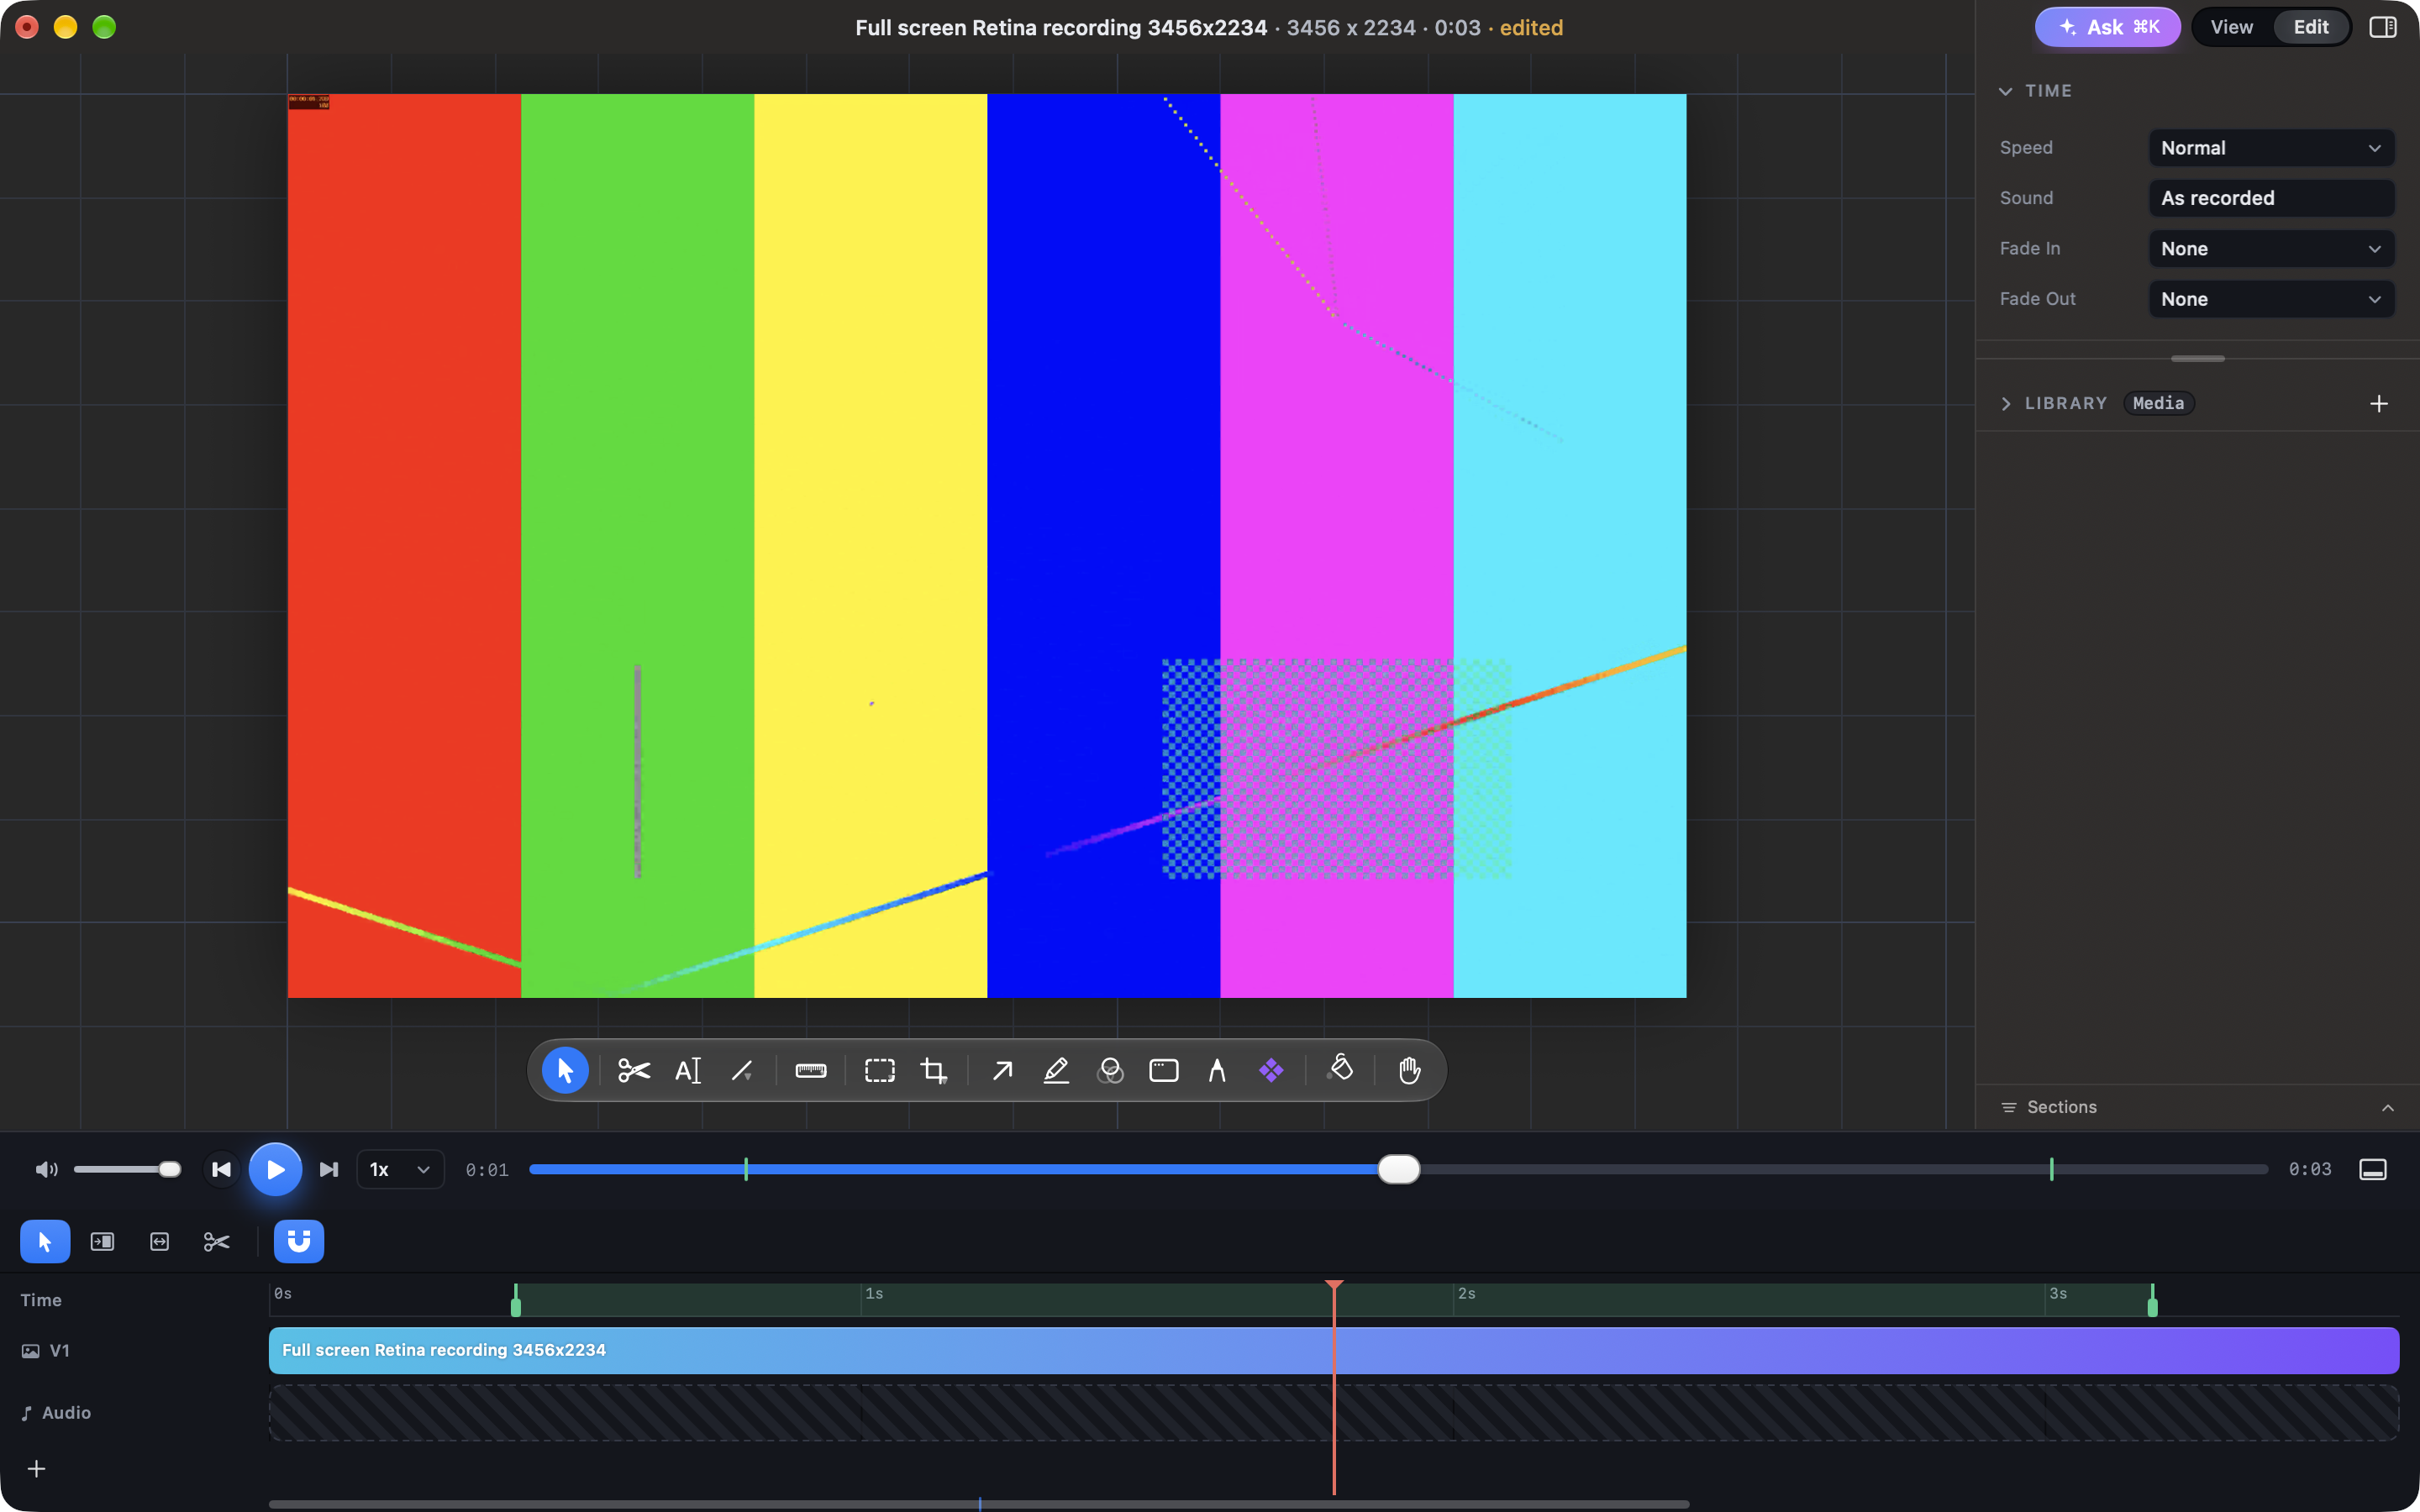 Full screen Retina recording 3456x2234 · 3456 x 2234 · 0:03 · edited
Ask ⌘K
View
Edit
TIME
Speed
Normal
Sound
As recorded
Fade In
None
Fade Out
None
LIBRARY
Media
Sections
1x
0:01
0:03
Time
0s
1s
2s
3s
V1
Full screen Retina recording 3456x2234
Audio